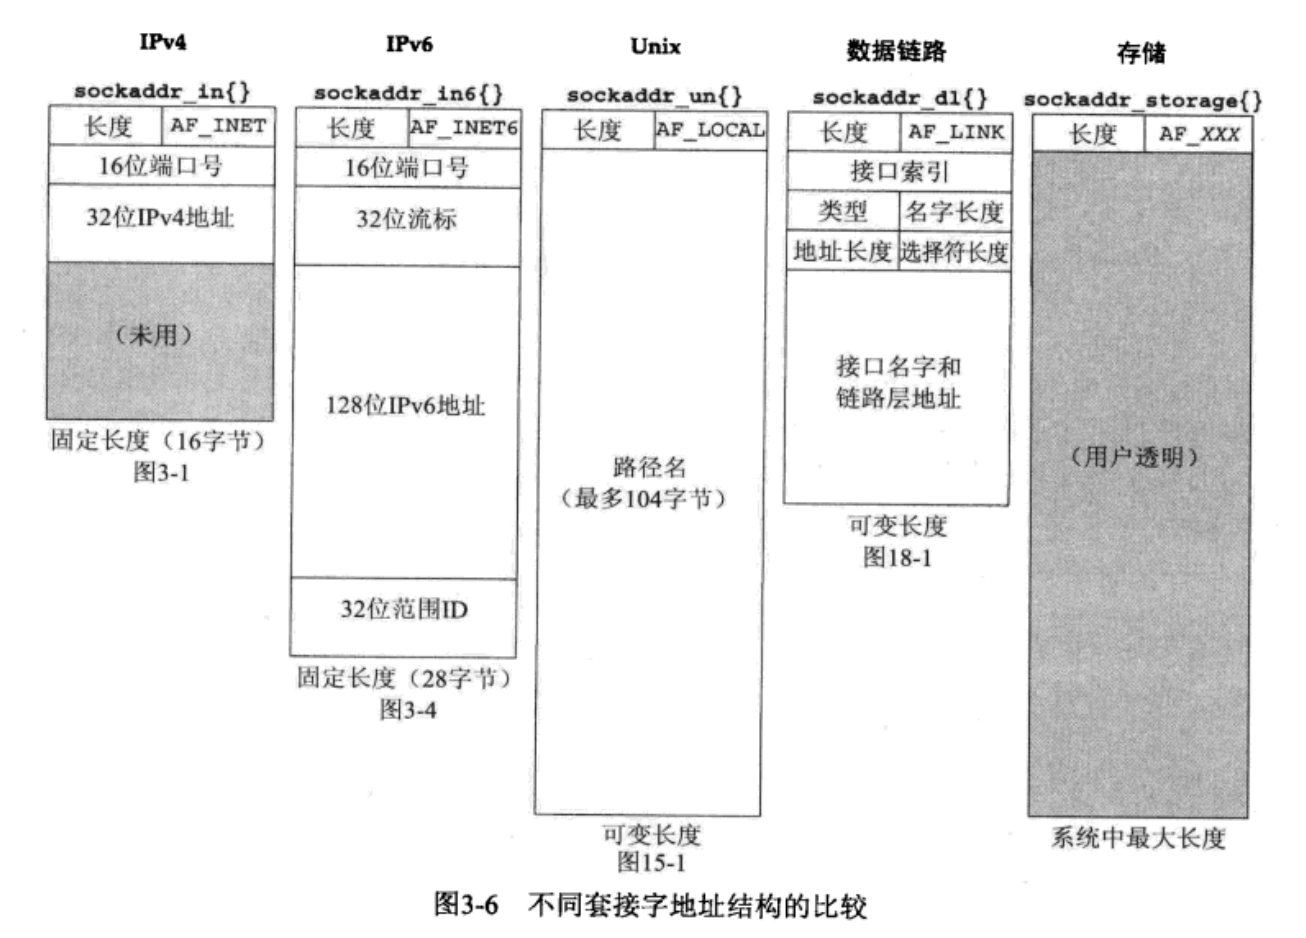 IPv4
sockaddr_in{}
长度 AF_INET
16位端口号
32位IPv4地址
（未用）
固定长度（16字节）
图3-1
IPv6
sockaddr_in6{}
长度 AF_INET6
16位端口号
32位流标
128位IPv6地址
32位范围ID
固定长度（28字节）
图3-4
Unix
sockaddr_un{}
长度 AF_LOCAL
路径名
（最多104字节）
可变长度
图15-1
数据链路
sockaddr_dl{}
长度 AF_LINK
接口索引
类型 名字长度
地址长度 选择符长度
接口名字和
链路层地址
可变长度
图18-1
存储
sockaddr_storage{}
长度 AF_XXX
（用户透明）
系统中最大长度
图3-6 不同套接字地址结构的比较